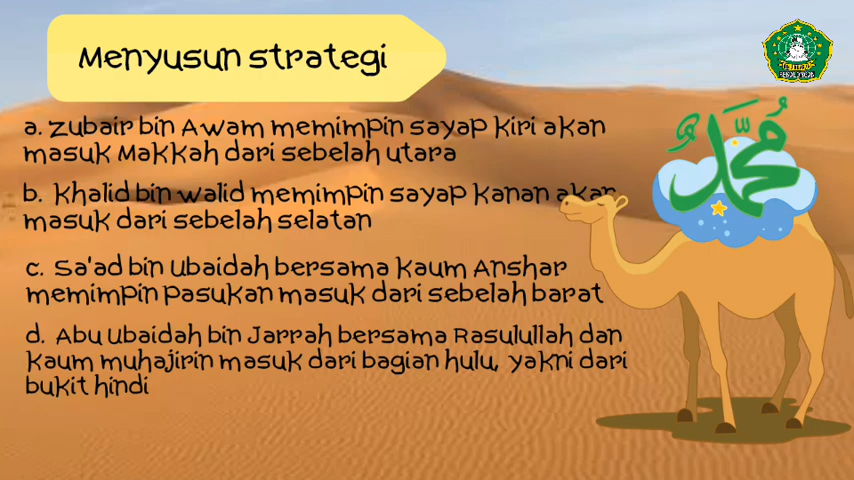 Menyusun strategi
a. Zubair bin Awam memimpin sayap kiri akan
masuk Makkah dari sebelah utara
b. Khalid bin walid memimpin sayap kanan akan
masuk dari sebelah selatan
c. Sa'ad bin Ubaidah bersama kaum Anshar
memimpin pasukan masuk dari sebelah barat
d. Abu Ubaidah bin Jarrah bersama Rasulullah dan
kaum muhajirin masuk dari bagian hulu, yakni dari
bukit hindi
محمد